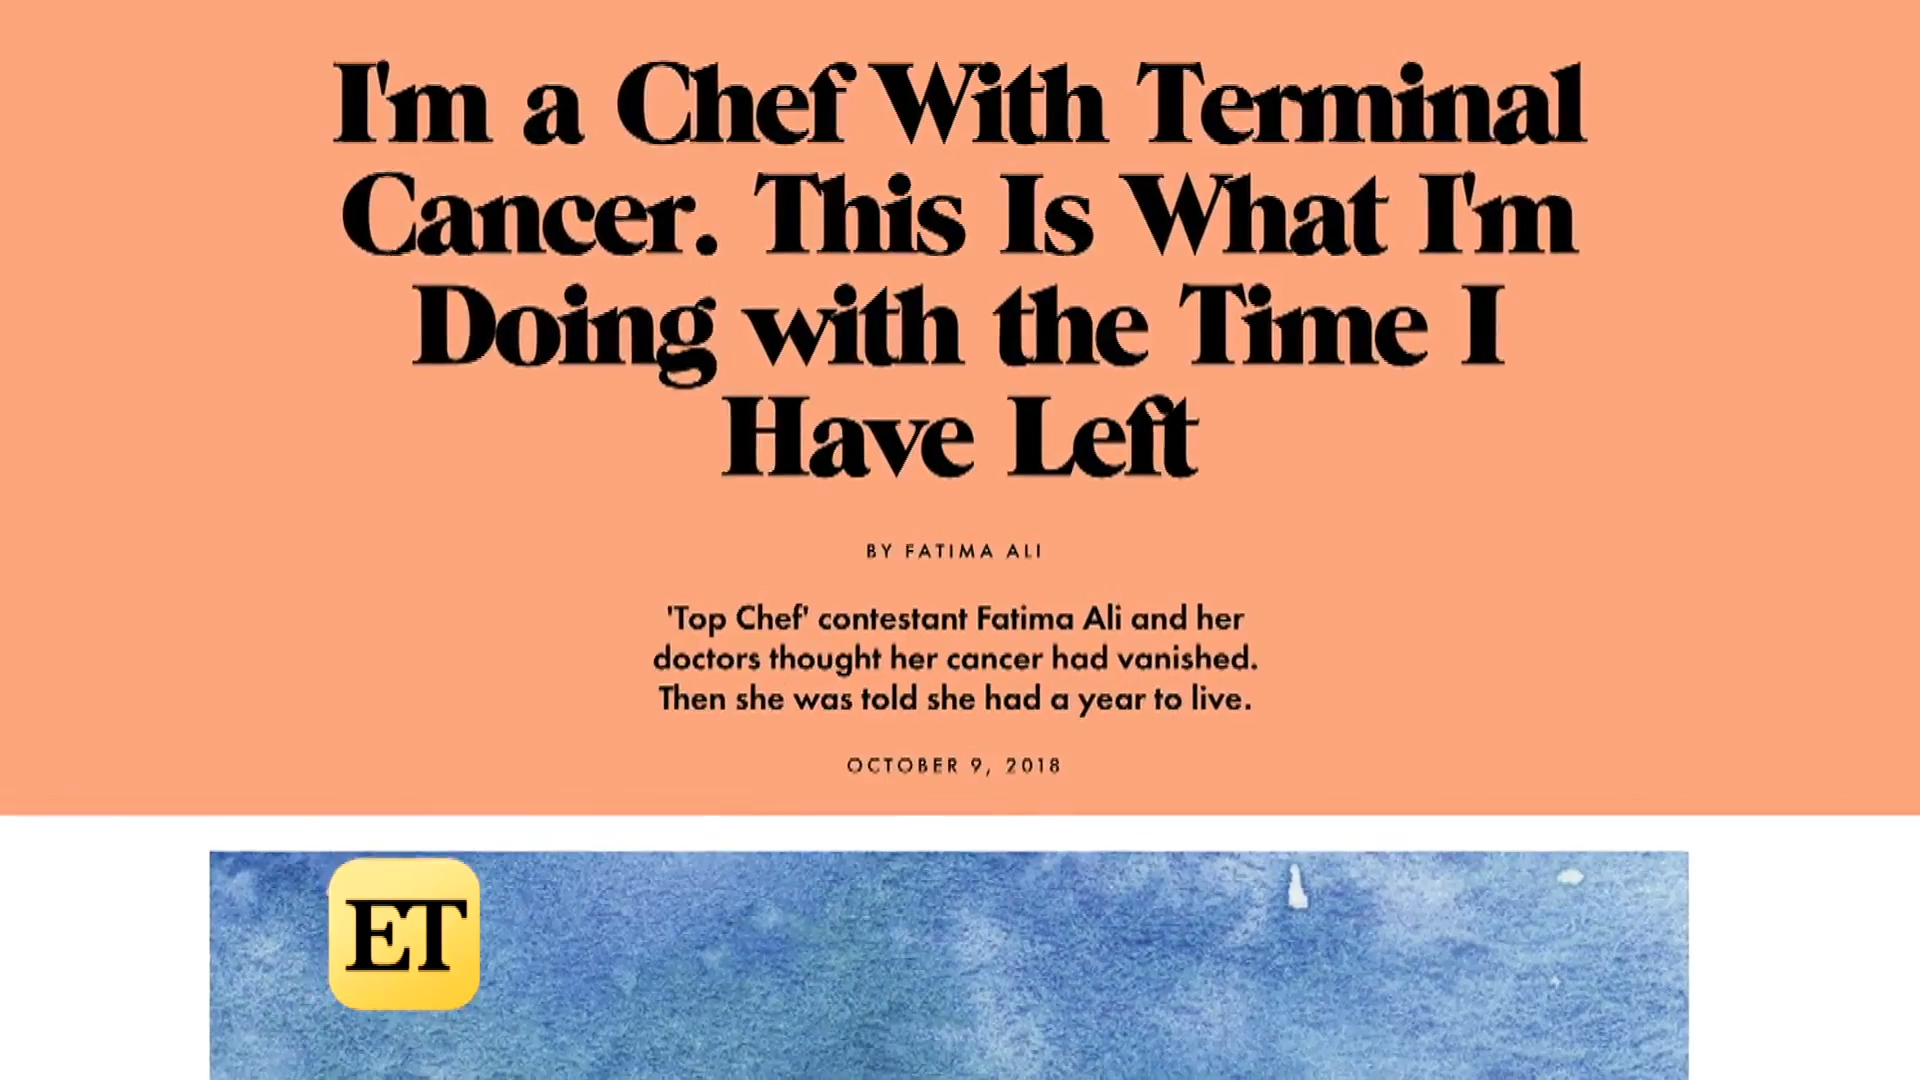 I'm a Chef With Terminal
Cancer. This Is What I'm
Doing with the Time I
Have Left
BY FATIMA ALI
'Top Chef' contestant Fatima Ali and her
doctors thought her cancer had vanished.
Then she was told she had a year to live.
OCTOBER 9, 2018
ET